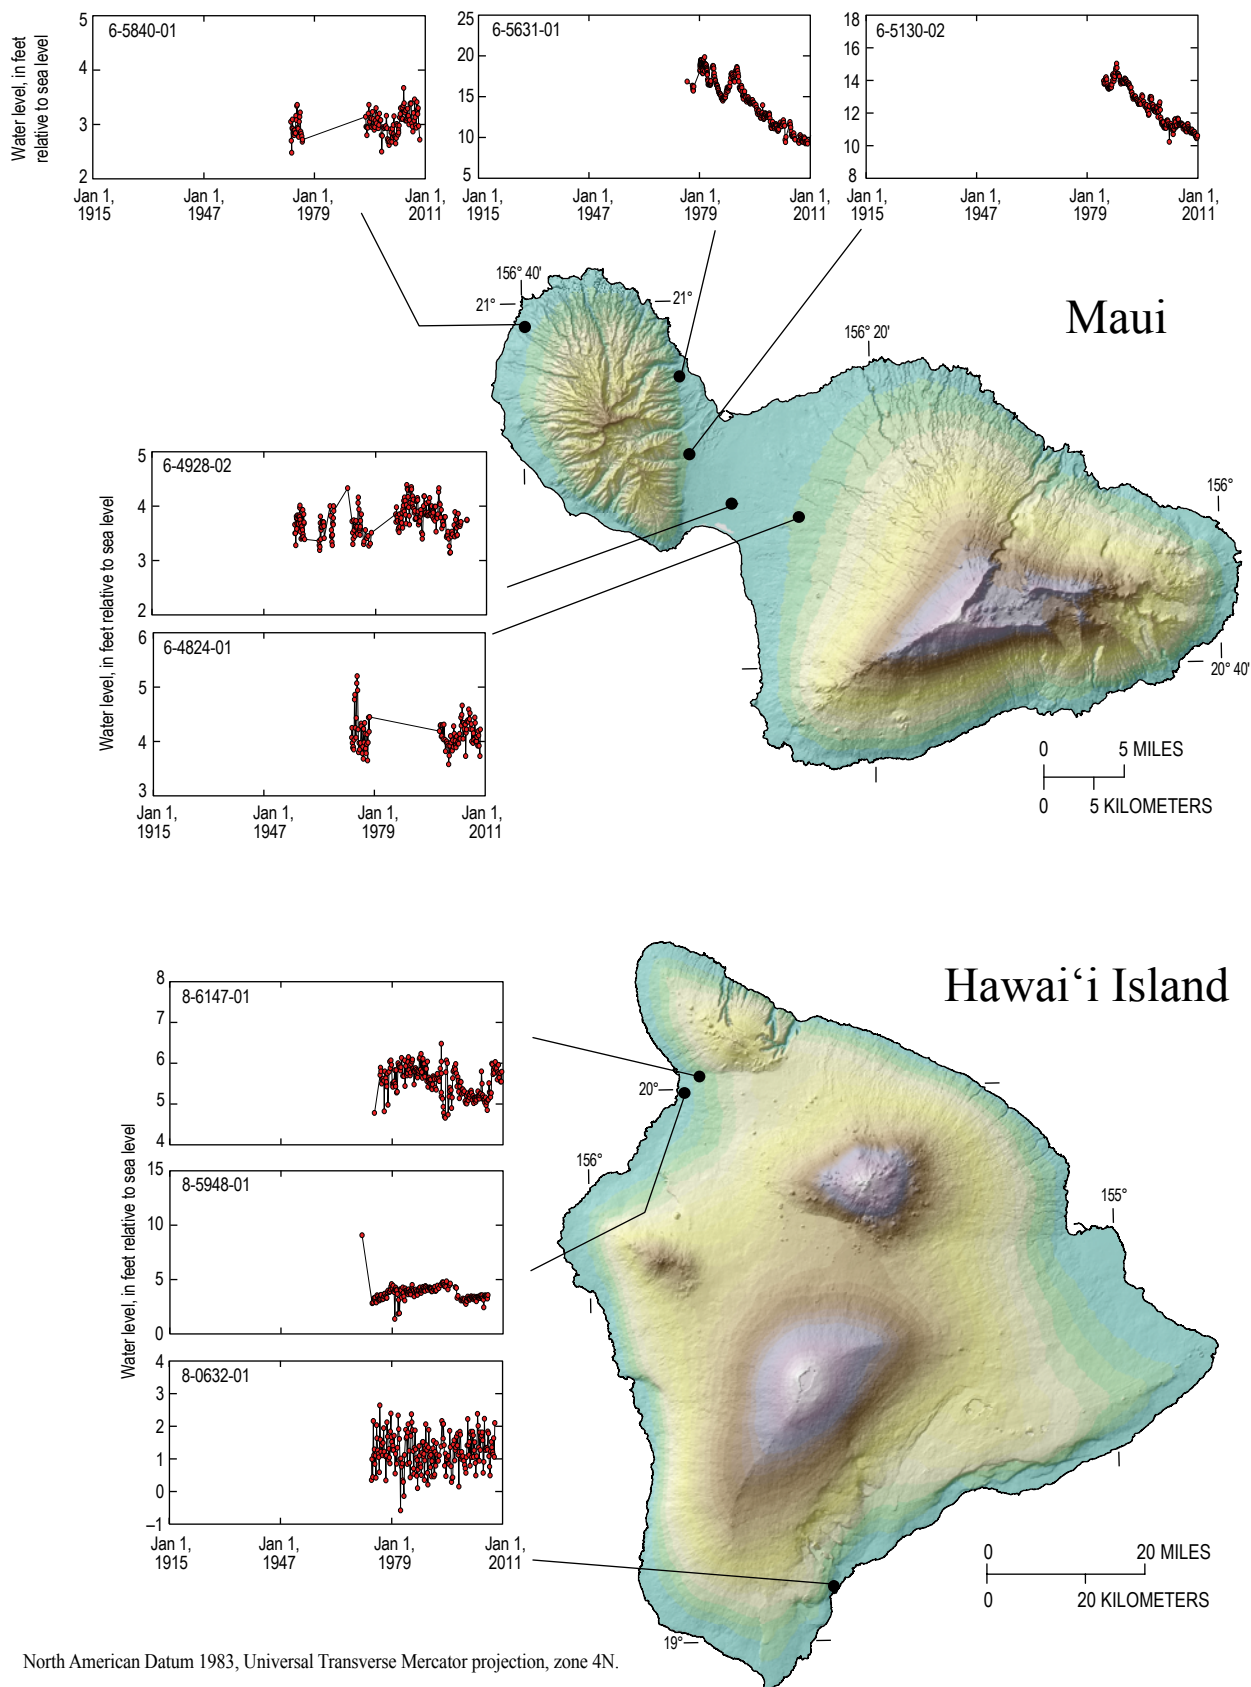 Water level, in feet
relative to sea level
6-5840-01
5
4
3
2
Jan 1,
1915
Jan 1,
1947
Jan 1,
1979
Jan 1,
2011
6-5631-01
25
20
15
10
5
Jan 1,
1915
Jan 1,
1947
Jan 1,
1979
Jan 1,
2011
6-5130-02
18
16
14
12
10
8
Jan 1,
1915
Jan 1,
1947
Jan 1,
1979
Jan 1,
2011
Maui
156° 40'
21°
21°
156° 20'
156°
20° 40'
0 5 MILES
0 5 KILOMETERS
Water level, in feet relative to sea level
6-4928-02
5
4
3
2
6-4824-01
6
5
4
3
Jan 1,
1915
Jan 1,
1947
Jan 1,
1979
Jan 1,
2011
Hawai‘i Island
20°
156°
155°
19°
0 20 MILES
0 20 KILOMETERS
Water level, in feet relative to sea level
8-6147-01
8
7
6
5
4
8-5948-01
15
10
5
0
8-0632-01
4
3
2
1
0
–1
Jan 1,
1915
Jan 1,
1947
Jan 1,
1979
Jan 1,
2011
North American Datum 1983, Universal Transverse Mercator projection, zone 4N.